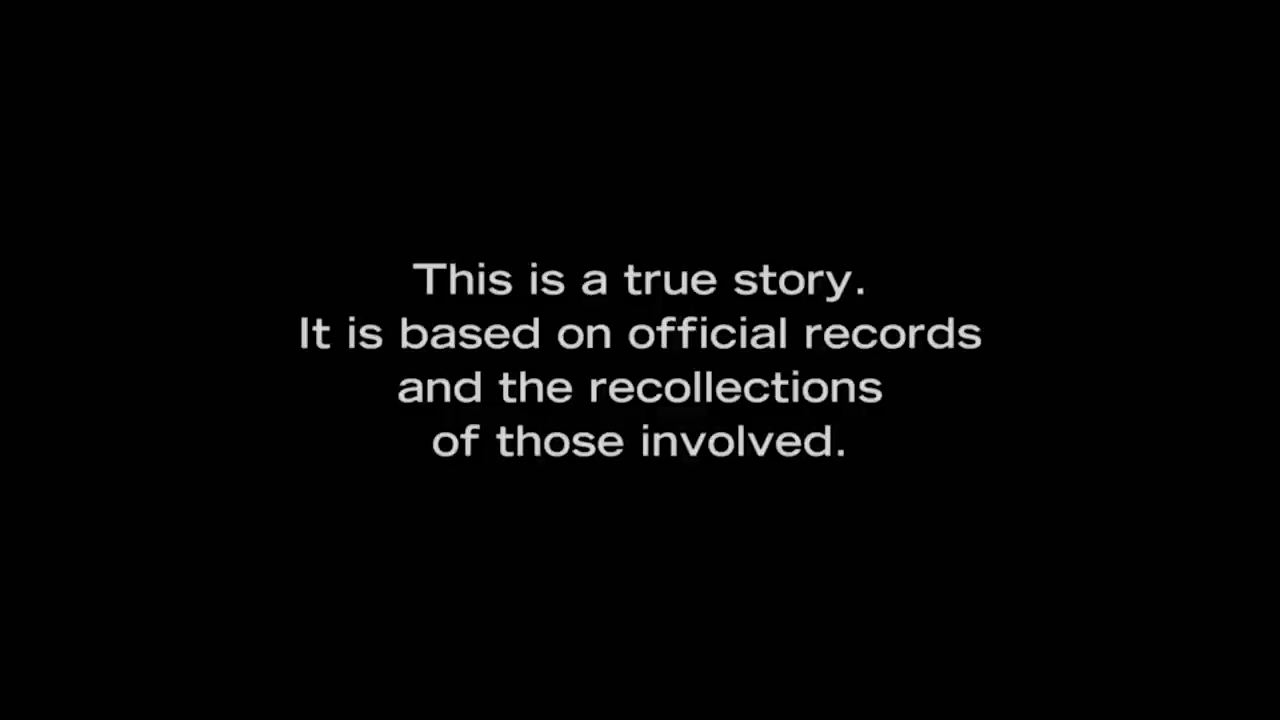 This is a true story.
It is based on official records
and the recollections
of those involved.